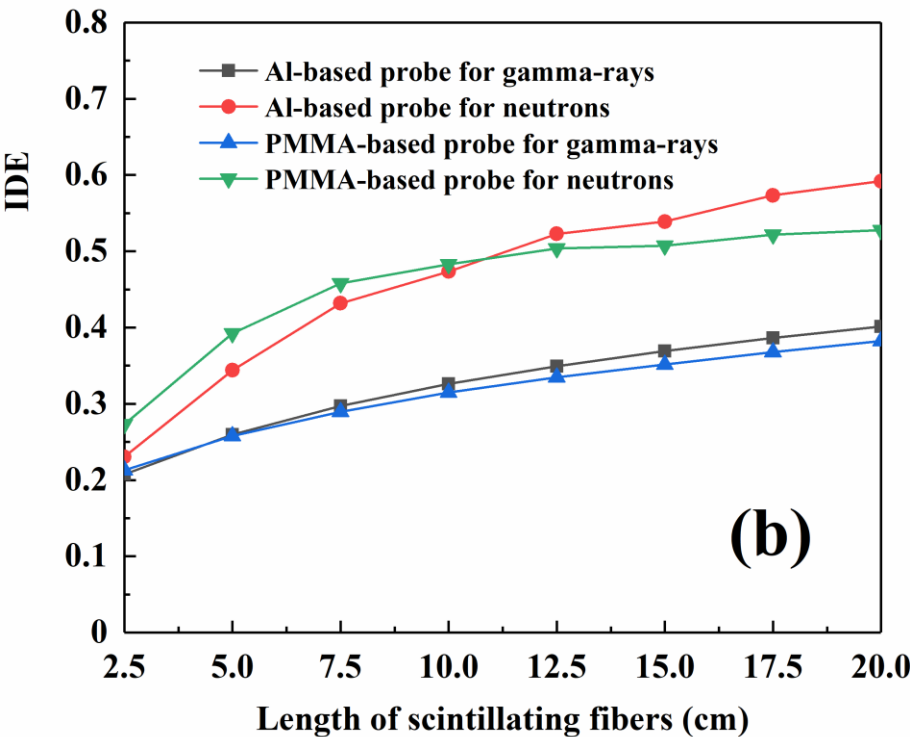 0.8
0.7
0.6
0.5
0.4
0.3
0.2
0.1
0
IDE
Al-based probe for gamma-rays
Al-based probe for neutrons
PMMA-based probe for gamma-rays
PMMA-based probe for neutrons
(b)
2.5 5.0 7.5 10.0 12.5 15.0 17.5 20.0
Length of scintillating fibers (cm)